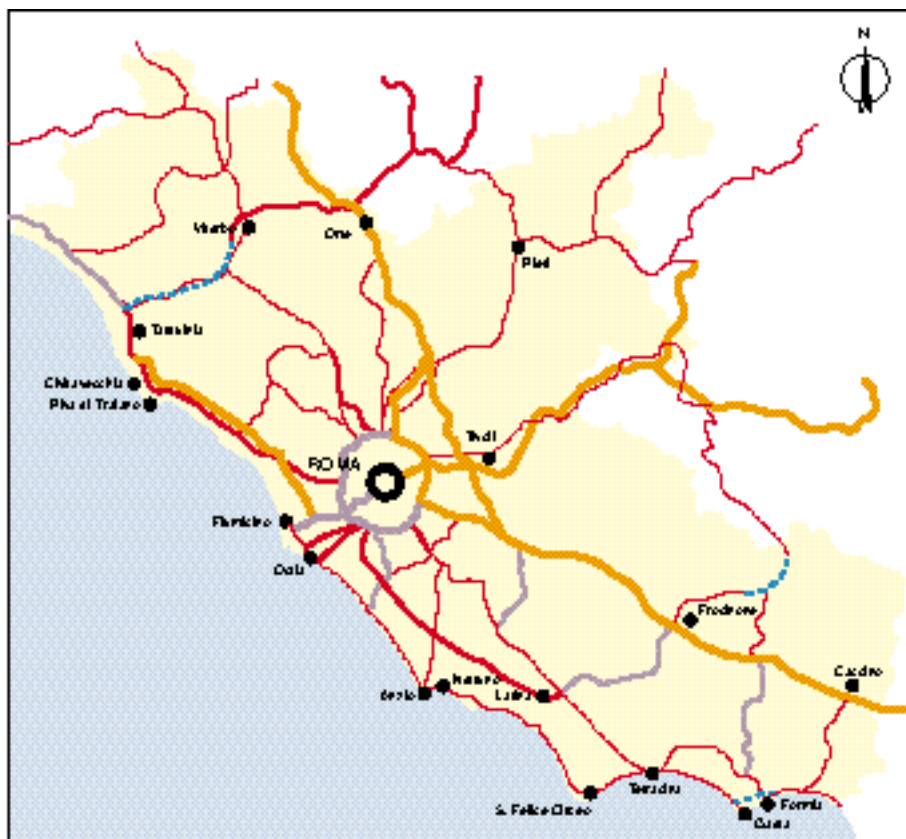 N
Viterbo
Orte
Rieti
Tarquinia
Civitavecchia
Tivoli
ROMA
Fiumicino
Ostia
Frosinone
Cassino
Nettuno
Anzio
Latina
Terracina
S. Felice Circeo
Formia
Gaeta